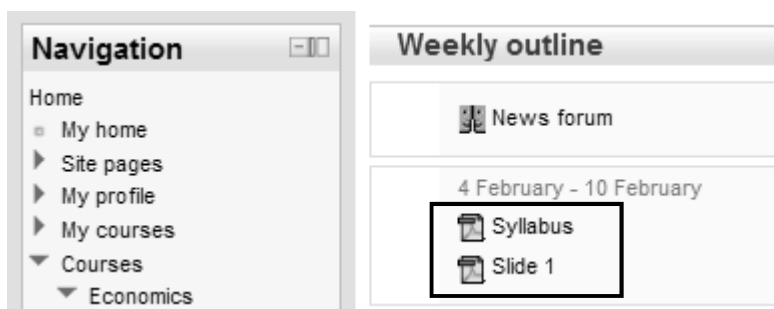 Navigation
Home
My home
Site pages
My profile
My courses
Courses
Economics
Weekly outline
News forum
4 February - 10 February
Syllabus
Slide 1